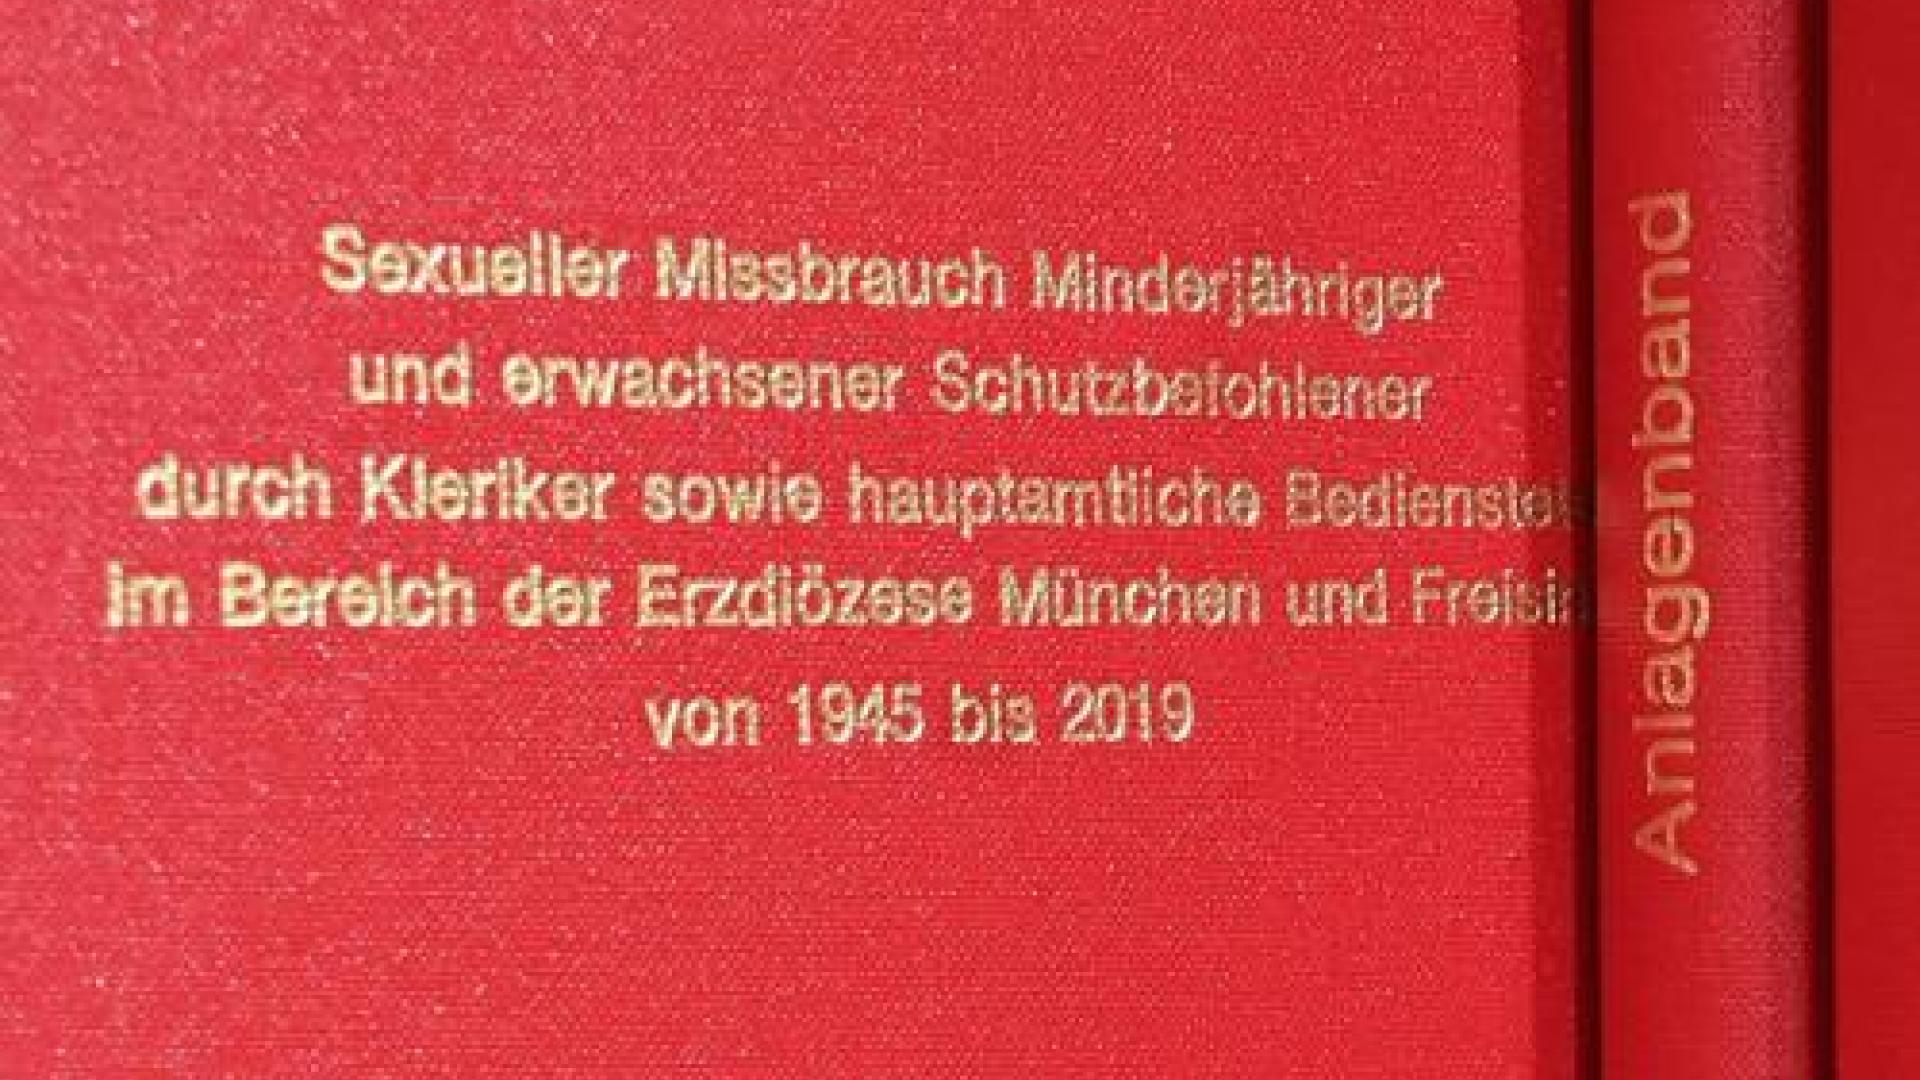 Sexueller Missbrauch Minderjähriger
und erwachsener Schutzbefohlener
durch Kleriker sowie hauptamtliche
im Bereich der Erzdiözese München und
von 1945 bis 2019
Anlagenband